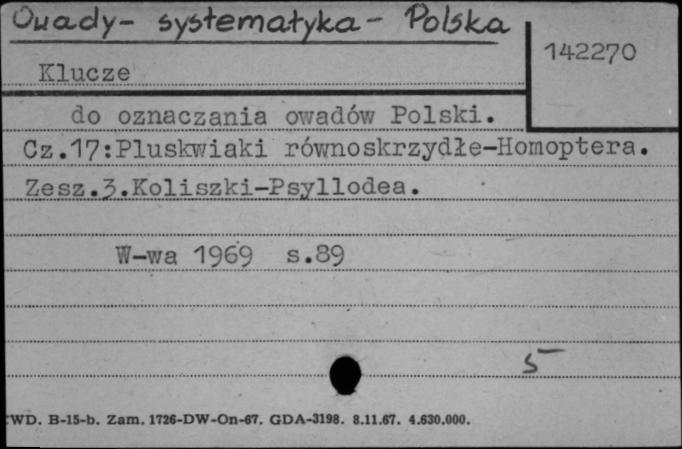 Owady- systematyka- Polska
142270
Klucze
do oznaczania owadów Polski.
Cz.17:Pluskwiaki równoskrzydłe-Homoptera.
Zesz.3.Koliszki-Psyllodea.
W-wa 1969 s.89
5
WD. B-15-b. Zam. 1726-DW-On-67. GDA-3198. 8.11.67. 4.630.000.